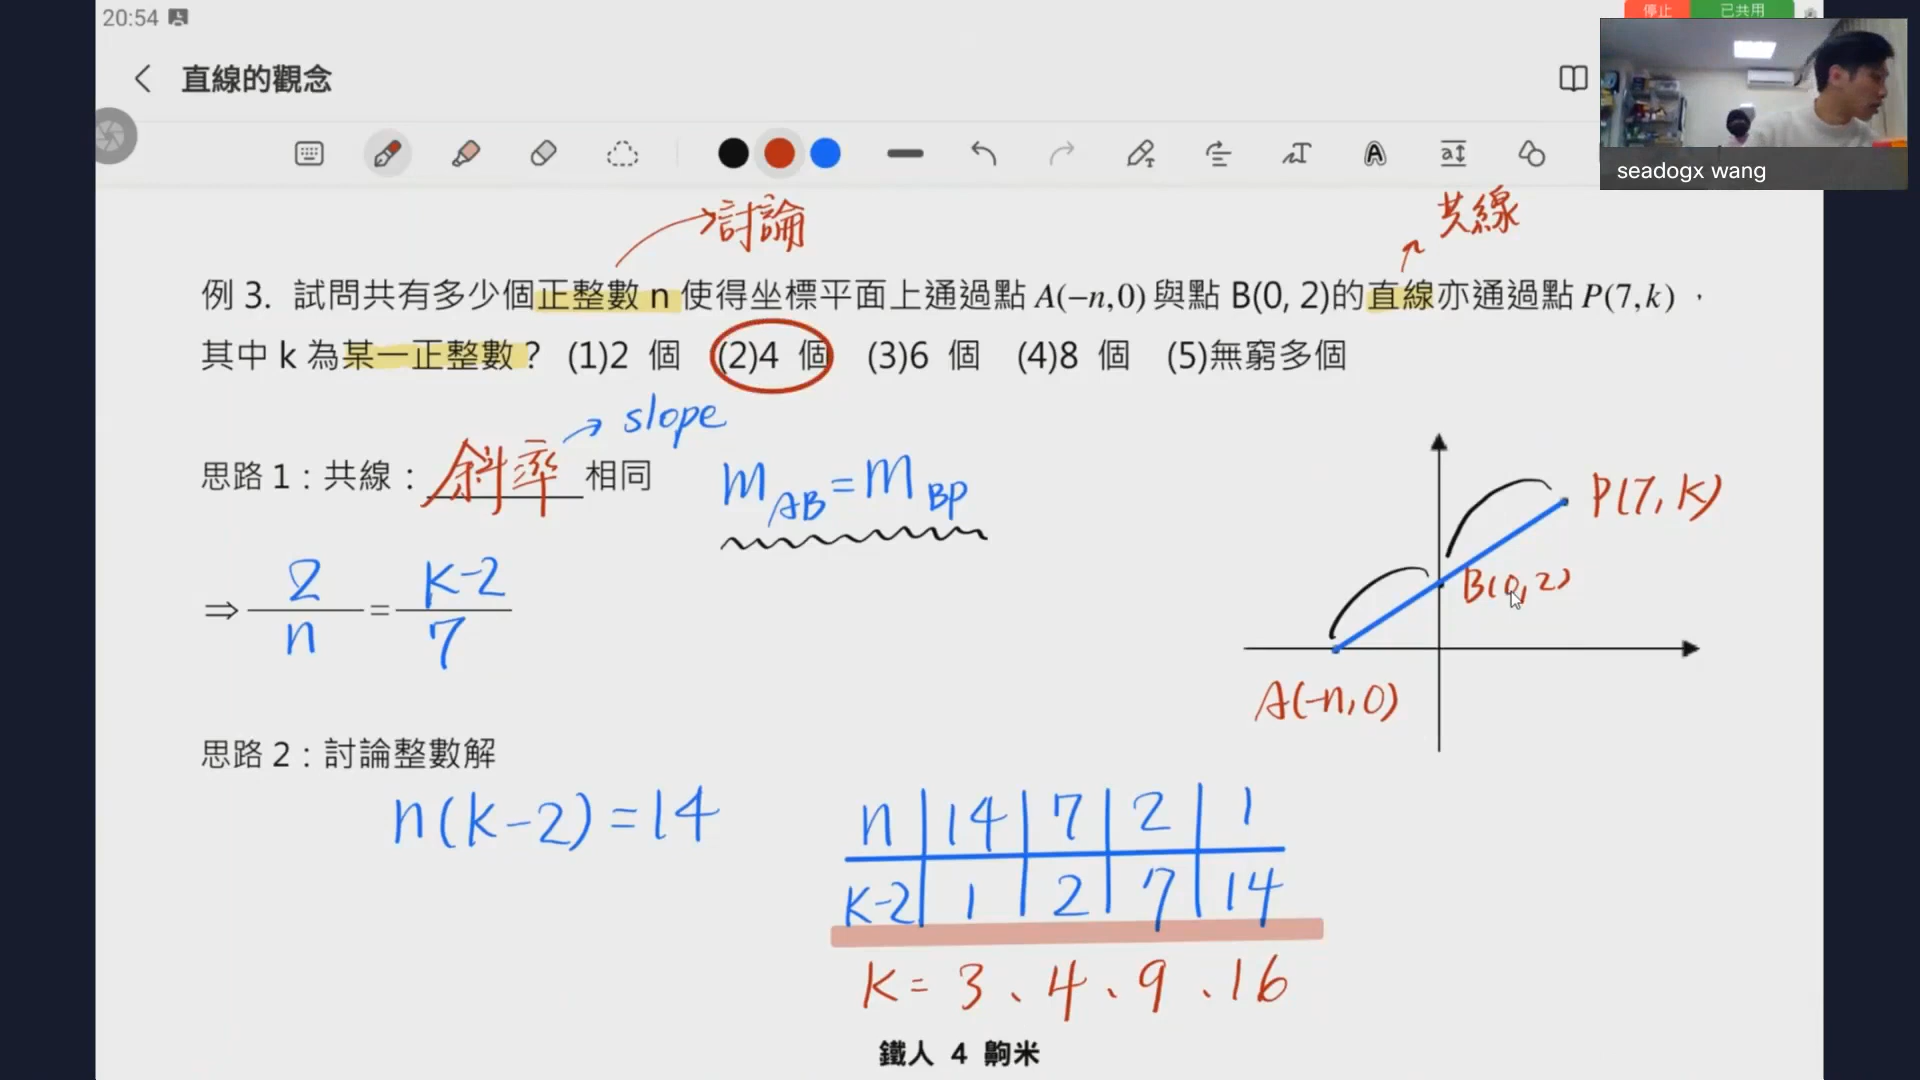 20:54
停止 已共用
直線的觀念
seadogx wang
討論
共線
例 3. 試問共有多少個正整數 n 使得坐標平面上通過點 A(−n,0) 與點 B(0, 2)的直線亦通過點 P(7,k)，
其中 k 為某一正整數？ (1)2 個 (2)4 個 (3)6 個 (4)8 個 (5)無窮多個
slope
思路 1：共線：斜率相同 m_AB = m_BP
⇒ 2/n = k-2/7
P(7, k)
B(0, 2)
A(-n, 0)
思路 2：討論整數解
n(k-2)=14
n | 14 | 7 | 2 | 1
k-2 | 1 | 2 | 7 | 14
k = 3、4、9、16
鐵人 4 齁米